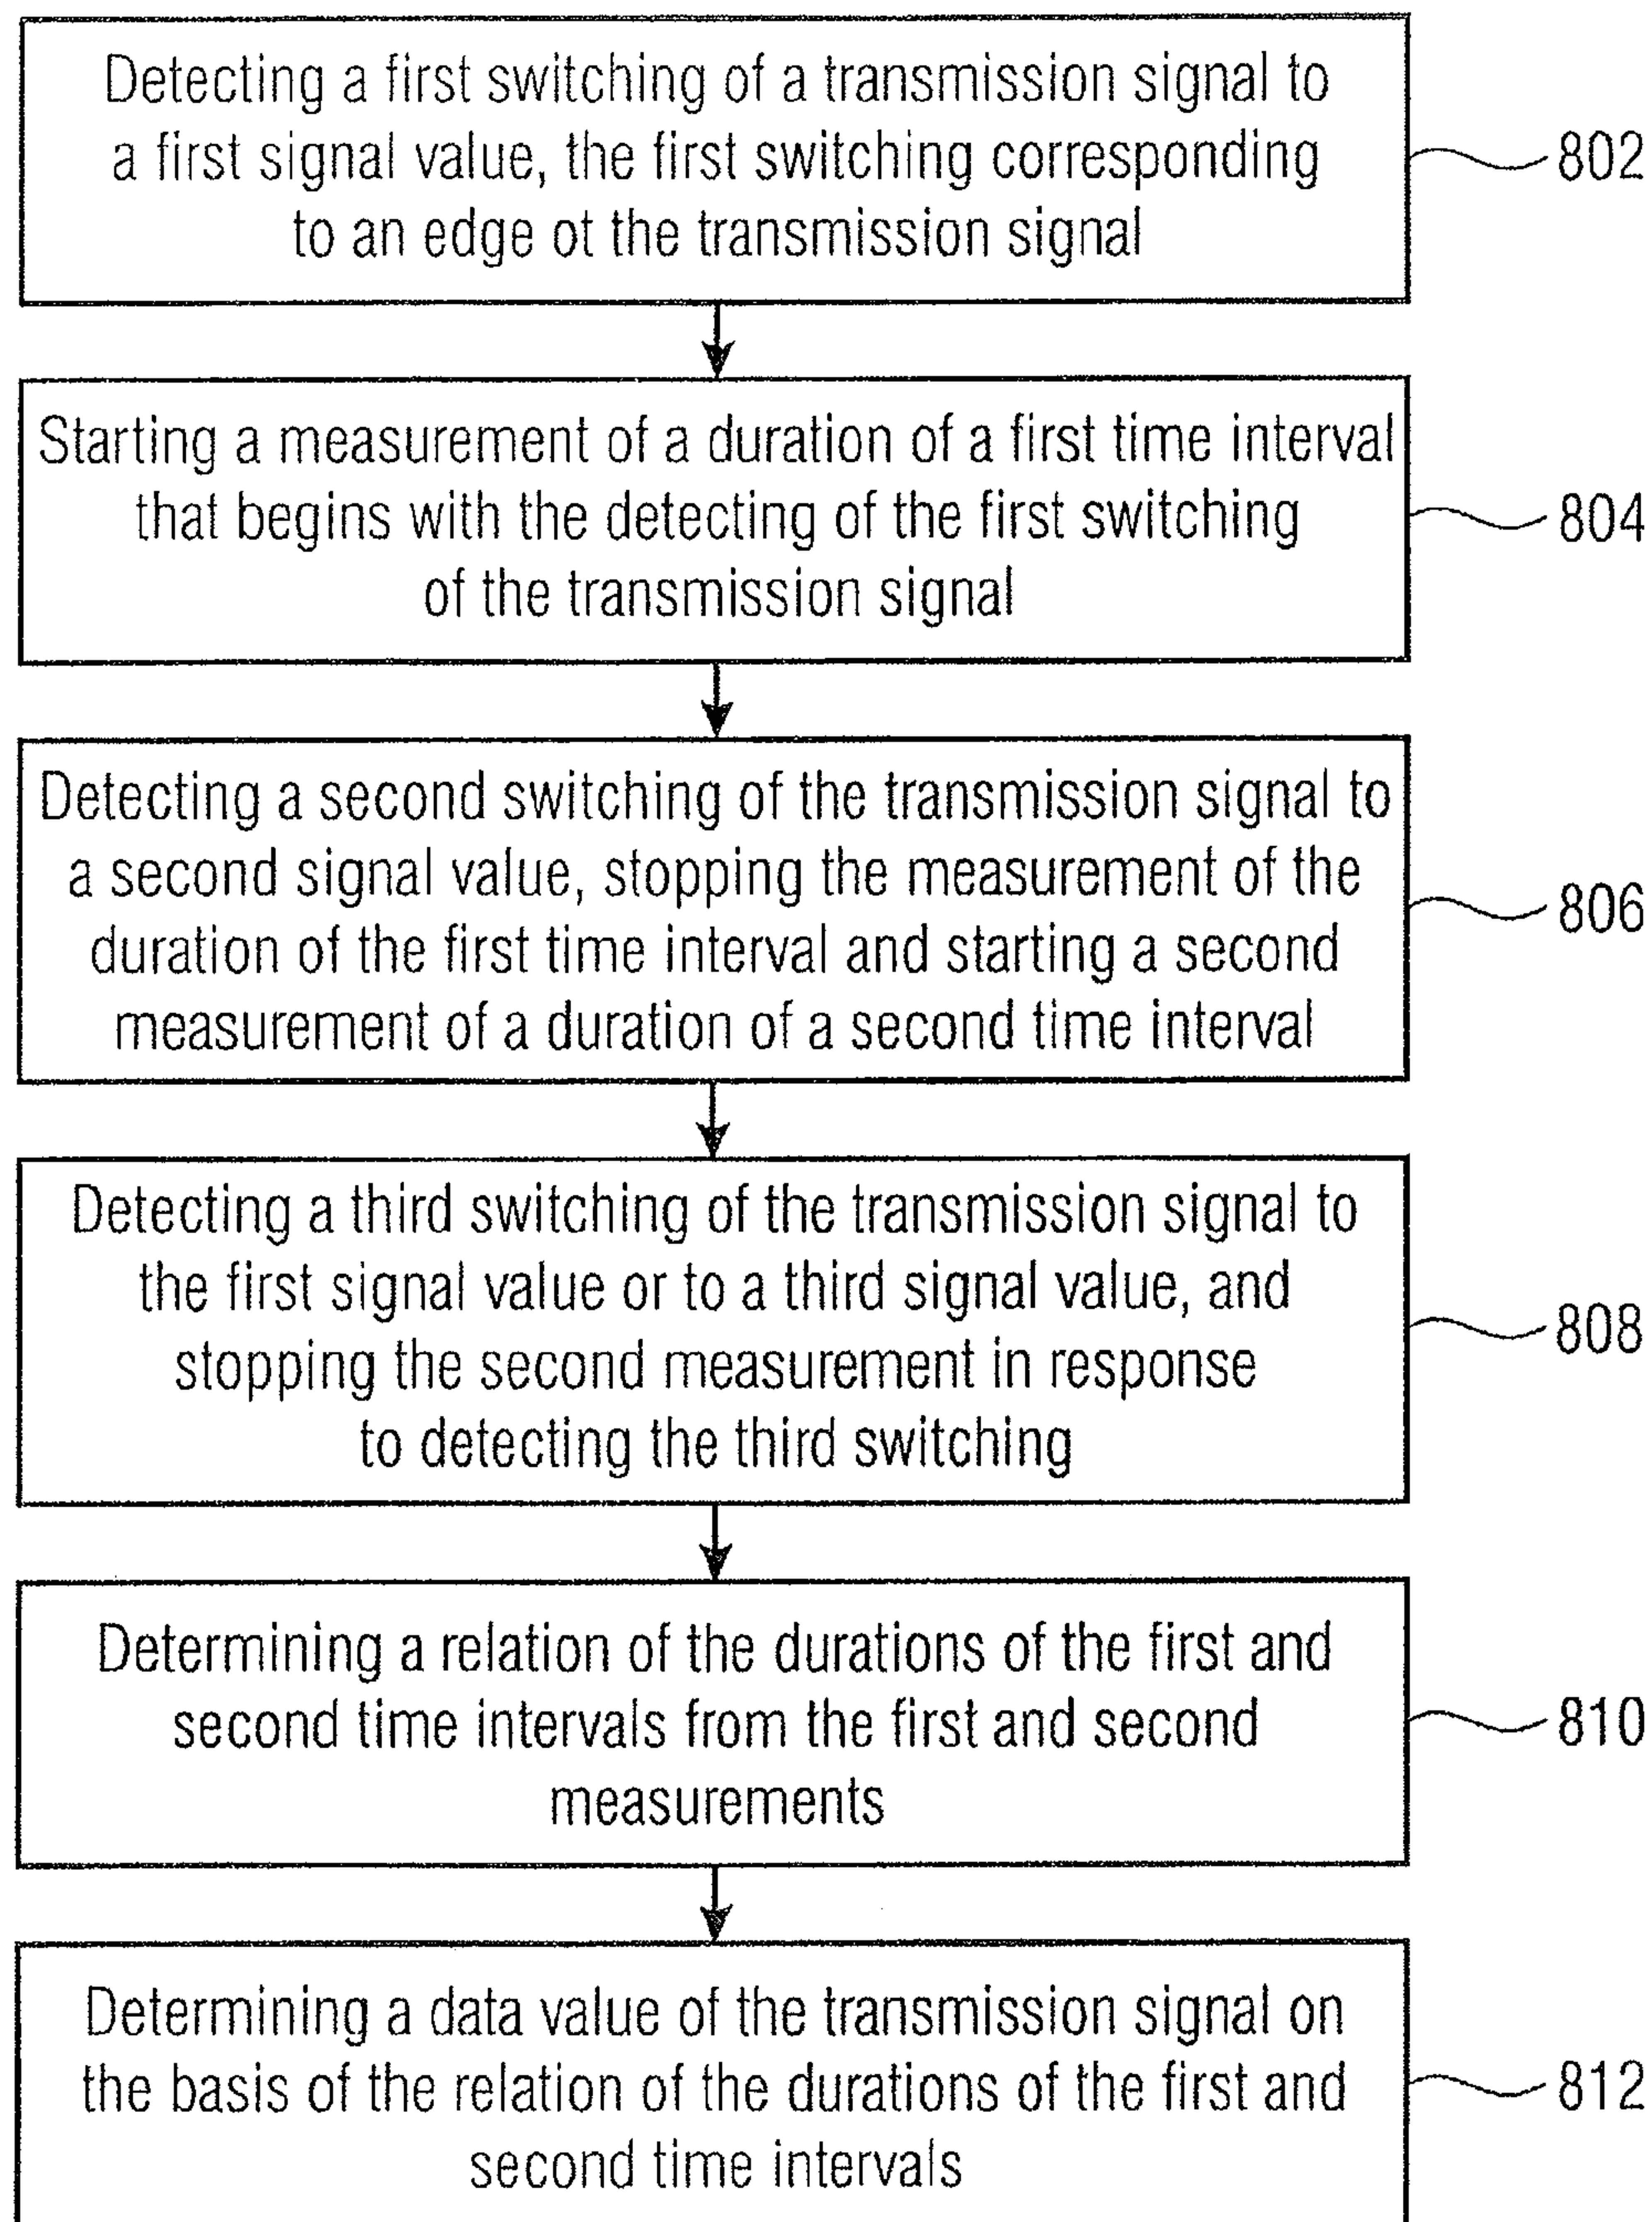 Detecting a first switching of a transmission signal to
a first signal value, the first switching corresponding
to an edge ot the transmission signal
802
Starting a measurement of a duration of a first time interval
that begins with the detecting of the first switching
of the transmission signal
804
Detecting a second switching of the transmission signal to
a second signal value, stopping the measurement of the
duration of the first time interval and starting a second
measurement of a duration of a second time interval
806
Detecting a third switching of the transmission signal to
the first signal value or to a third signal value, and
stopping the second measurement in response
to detecting the third switching
808
Determining a relation of the durations of the first and
second time intervals from the first and second
measurements
810
Determining a data value of the transmission signal on
the basis of the relation of the durations of the first and
second time intervals
812